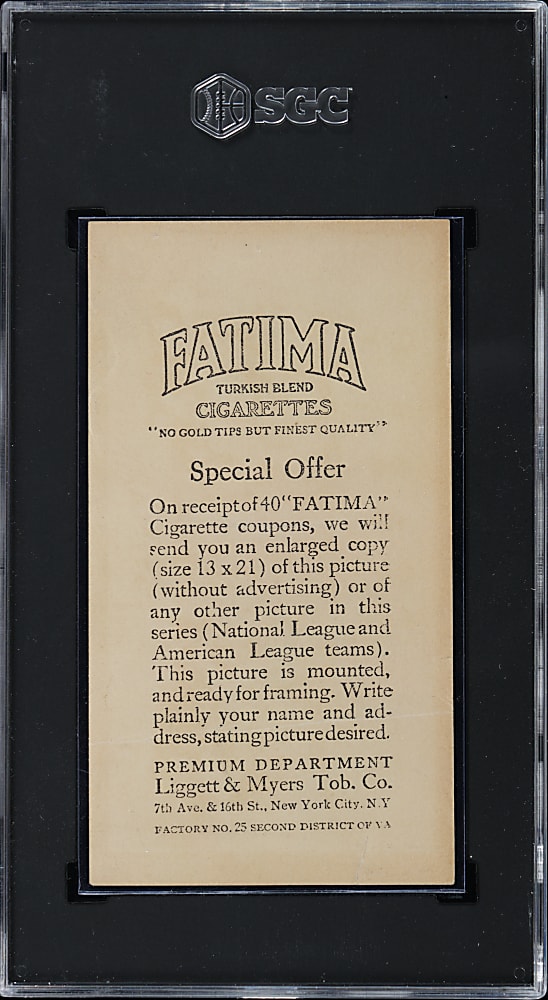 SGC
FATIMA
TURKISH BLEND
CIGARETTES
"NO GOLD TIPS BUT FINEST QUALITY"
Special Offer
On receipt of 40 "FATIMA"
Cigarette coupons, we will
send you an enlarged copy
(size 13 x 21) of this picture
(without advertising) or of
any other picture in this
series (National League and
American League teams).
This picture is mounted,
and ready for framing. Write
plainly your name and ad-
dress, stating picture desired.
PREMIUM DEPARTMENT
Liggett & Myers Tob. Co.
7th Ave. & 16th St., New York City. N.Y
FACTORY NO. 25 SECOND DISTRICT OF VA